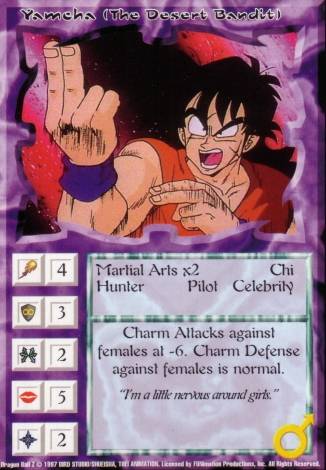 Yamcha (The Desert Bandit)
4
Martial Arts x2 Chi
Hunter Pilot Celebrity
3
2
Charm Attacks against
females at -6. Charm Defense
against females is normal.
5
"I'm a little nervous around girls."
2
Dragon Ball Z © 1997 BIRD STUDIO/SHUEISHA, TOEI ANIMATION. Licensed by FUNimation Productions, Inc. All Rights Reserved.